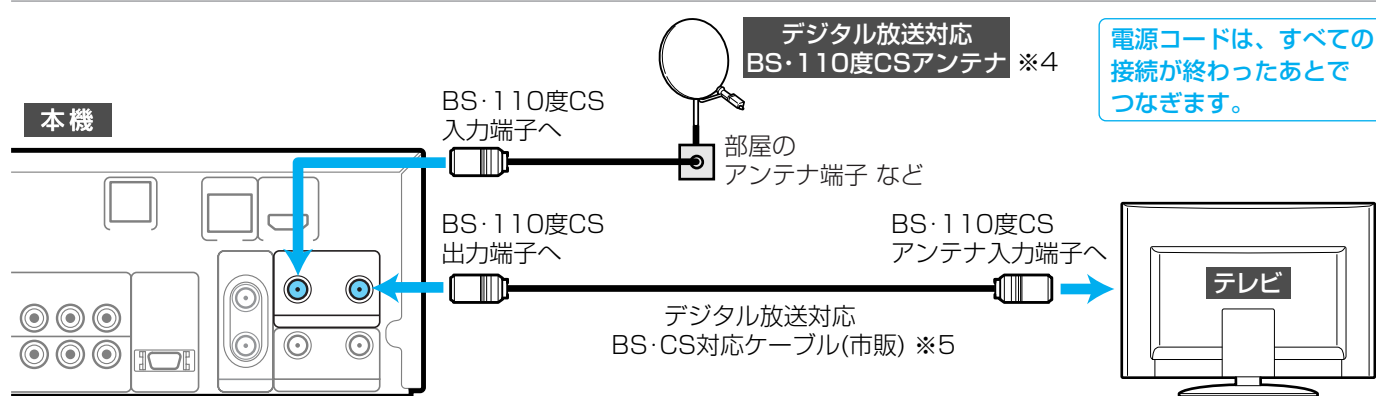 デジタル放送対応
BS・110度CSアンテナ ※4
電源コードは、すべての
接続が終わったあとで
つなぎます。
本機
BS·110度CS
入力端子へ
部屋の
アンテナ端子 など
BS·110度CS
出力端子へ
BS·110度CS
アンテナ入力端子へ
テレビ
デジタル放送対応
BS·CS対応ケーブル(市販) ※5